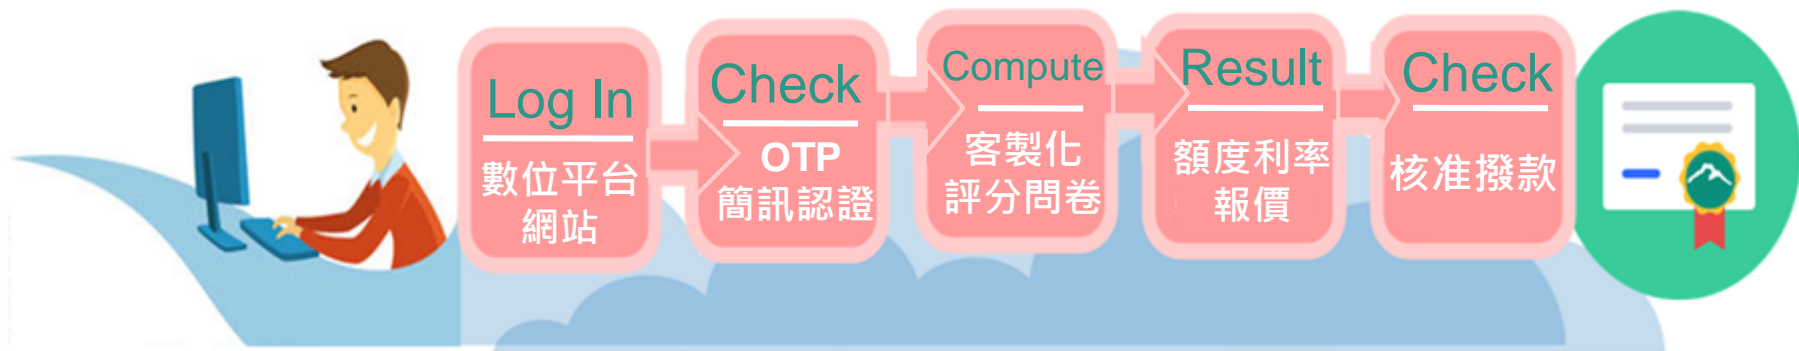 Log In
數位平台
網站
Check
OTP
簡訊認證
Compute
客製化
評分問卷
Result
額度利率
報價
Check
核准撥款